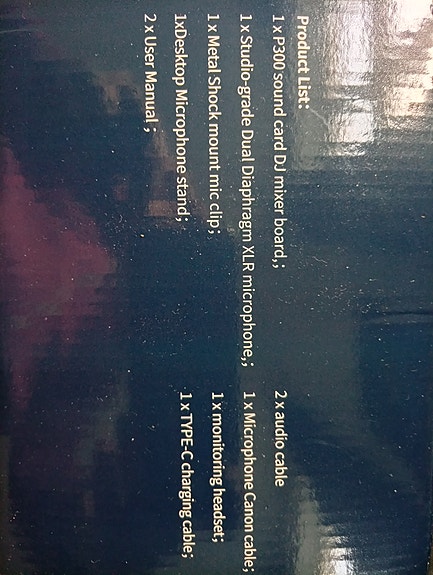 Product List:
1 x P300 sound card DJ mixer board,;
1 x Studio-grade Dual Diaphragm XLR microphone,;
1 x Metal Shock mount mic clip;
1xDesktop Microphone stand;
2 x User Manual ;
2 x audio cable
1 x Microphone Canon cable;
1 x monitoring headset;
1 x TYPE-C charging cable;